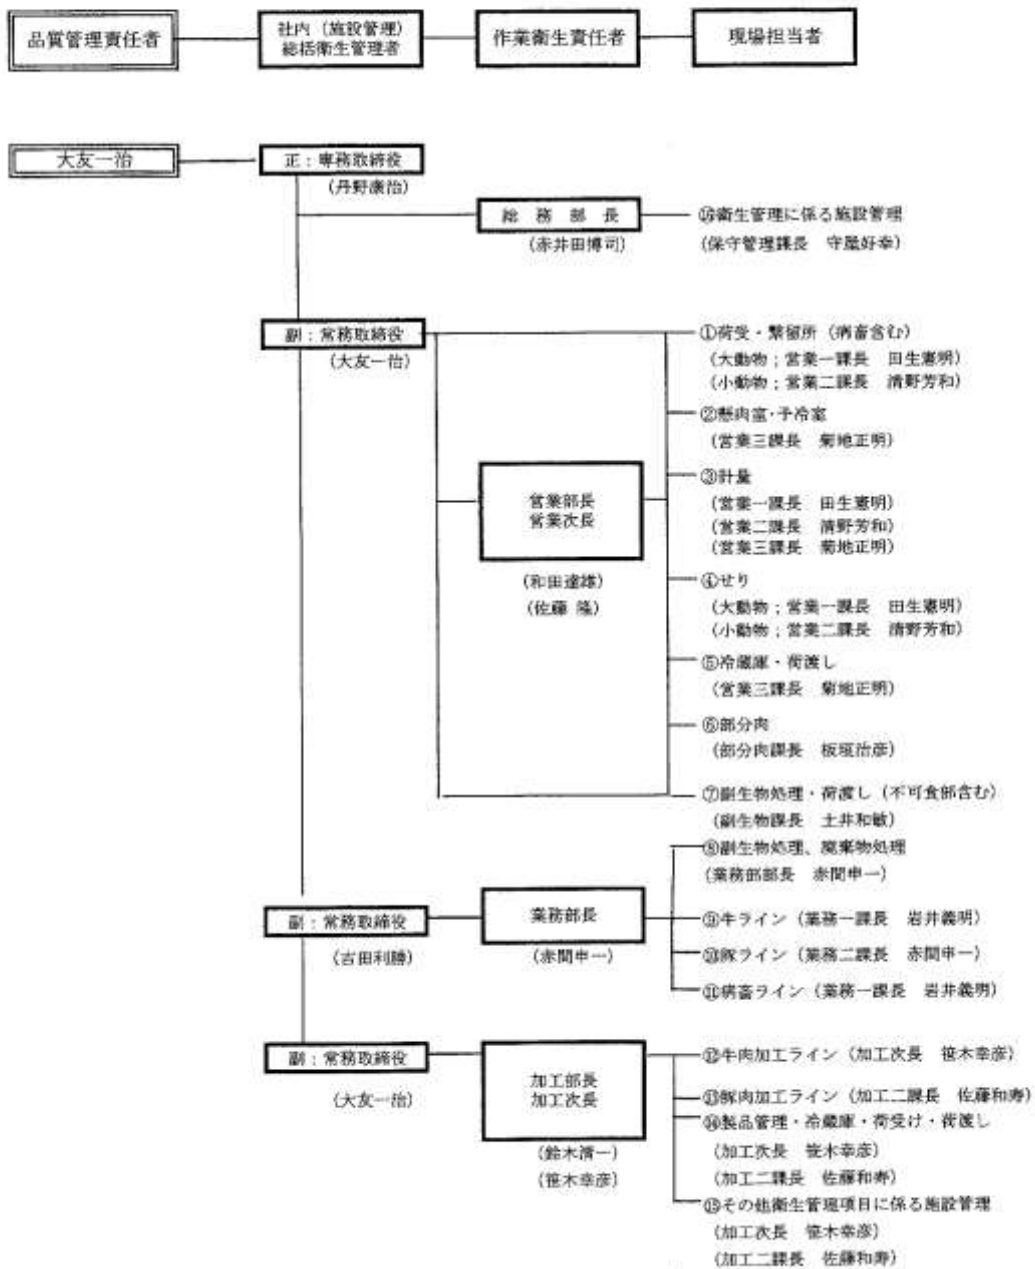 品質管理責任者
社内(施設管理)
総括衛生管理者
作業衛生責任者
現場担当者
大友一治
正:専務取締役
(丹野康治)
総務部長
(赤井田博司)
⑯衛生管理に係る施設管理
(保守管理課長 守屋好幸)
副:常務取締役
(大友一治)
営業部長
営業次長
(和田達雄)
(佐藤 隆)
①荷受・繋留所(病畜含む)
(大動物;営業一課長 田生憲明)
(小動物;営業二課長 清野芳和)
②懸肉室・予冷室
(営業三課長 菊地正明)
③計量
(営業一課長 田生憲明)
(営業二課長 清野芳和)
(営業三課長 菊地正明)
④せり
(大動物;営業一課長 田生憲明)
(小動物;営業二課長 清野芳和)
⑤冷蔵庫・荷渡し
(営業三課長 菊地正明)
⑥部分肉
(部分肉課長 板垣治彦)
⑦副生物処理・荷渡し(不可食部含む)
(副生物課長 土井和敏)
副:常務取締役
(吉田利勝)
業務部長
(赤間申一)
⑧副生物処理、廃棄物処理
(業務部部長 赤間申一)
⑨牛ライン(業務一課長 岩井義明)
⑩豚ライン(業務二課長 赤間申一)
⑪病畜ライン(業務一課長 岩井義明)
副:常務取締役
(大友一治)
加工部長
加工次長
(鈴木清一)
(笹木幸彦)
⑫牛肉加工ライン(加工次長 笹木幸彦)
⑬豚肉加工ライン(加工二課長 佐藤和寿)
⑭製品管理・冷蔵庫・荷受け・荷渡し
(加工次長 笹木幸彦)
(加工二課長 佐藤和寿)
⑮その他衛生管理項目に係る施設管理
(加工次長 笹木幸彦)
(加工二課長 佐藤和寿)